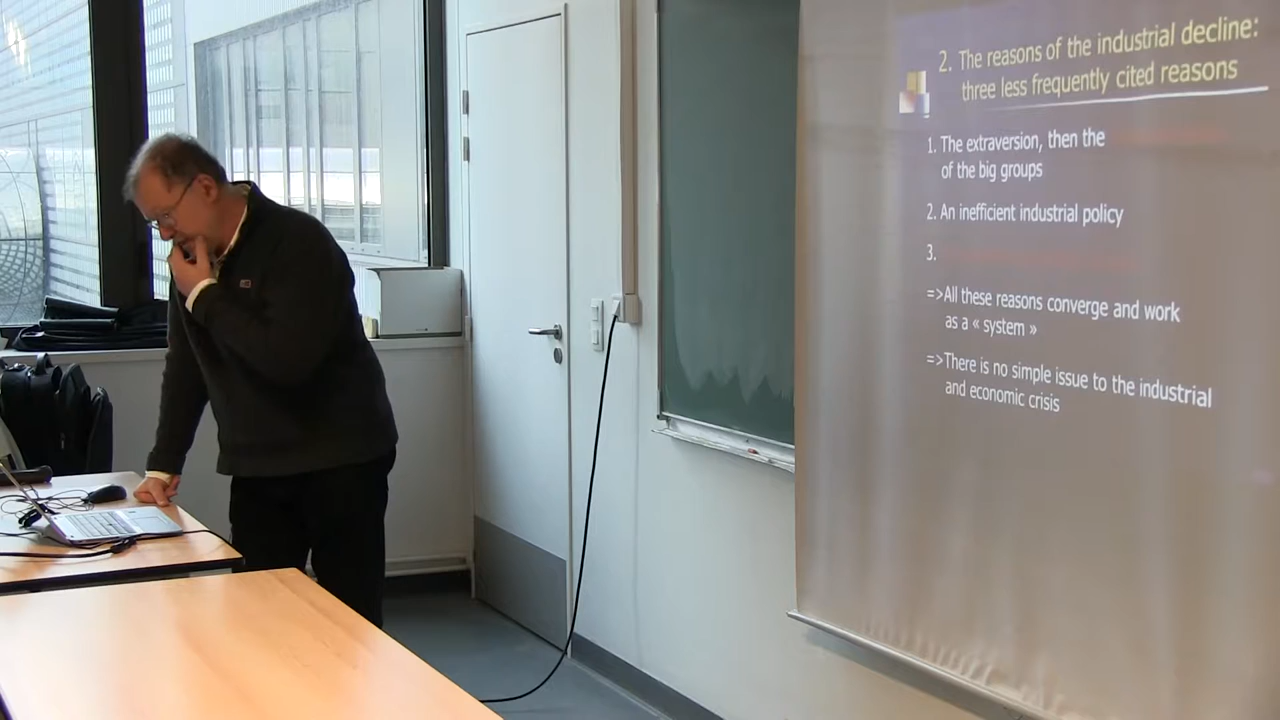 2. The reasons of the industrial decline:
three less frequently cited reasons
1. The extraversion, then the
of the big groups
2. An inefficient industrial policy
3.
=>All these reasons converge and work
as a « system »
=>There is no simple issue to the industrial
and economic crisis